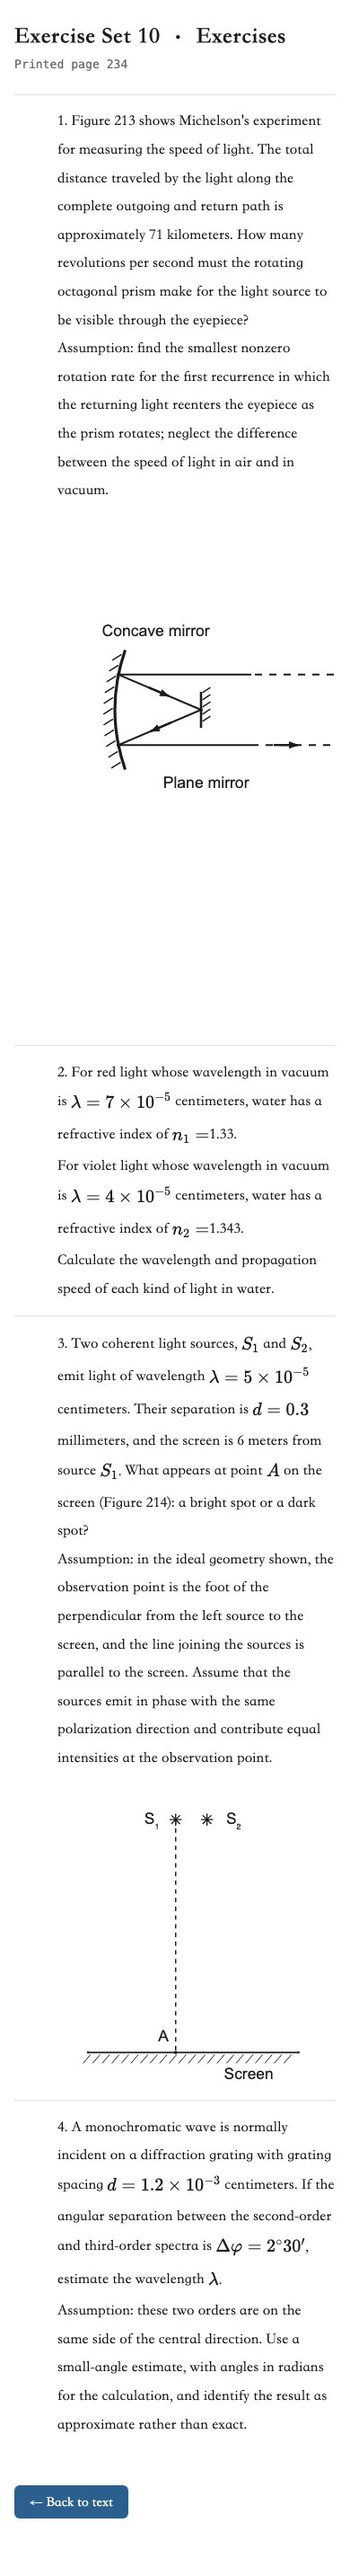 Exercise Set 10 · Exercises
Printed page 234
1. Figure 213 shows Michelson's experiment
for measuring the speed of light. The total
distance traveled by the light along the
complete outgoing and return path is
approximately 71 kilometers. How many
revolutions per second must the rotating
octagonal prism make for the light source to
be visible through the eyepiece?
Assumption: find the smallest nonzero
rotation rate for the first recurrence in which
the returning light reenters the eyepiece as
the prism rotates; neglect the difference
between the speed of light in air and in
vacuum.
Concave mirror
Plane mirror
2. For red light whose wavelength in vacuum
is λ = 7 × 10⁻⁵ centimeters, water has a
refractive index of n₁ =1.33.
For violet light whose wavelength in vacuum
is λ = 4 × 10⁻⁵ centimeters, water has a
refractive index of n₂ =1.343.
Calculate the wavelength and propagation
speed of each kind of light in water.
3. Two coherent light sources, S₁ and S₂,
emit light of wavelength λ = 5 × 10⁻⁵
centimeters. Their separation is d = 0.3
millimeters, and the screen is 6 meters from
source S₁. What appears at point A on the
screen (Figure 214): a bright spot or a dark
spot?
Assumption: in the ideal geometry shown, the
observation point is the foot of the
perpendicular from the left source to the
screen, and the line joining the sources is
parallel to the screen. Assume that the
sources emit in phase with the same
polarization direction and contribute equal
intensities at the observation point.
S₁ S₂
A
Screen
4. A monochromatic wave is normally
incident on a diffraction grating with grating
spacing d = 1.2 × 10⁻³ centimeters. If the
angular separation between the second-order
and third-order spectra is Δφ = 2°30′,
estimate the wavelength λ.
Assumption: these two orders are on the
same side of the central direction. Use a
small-angle estimate, with angles in radians
for the calculation, and identify the result as
approximate rather than exact.
← Back to text